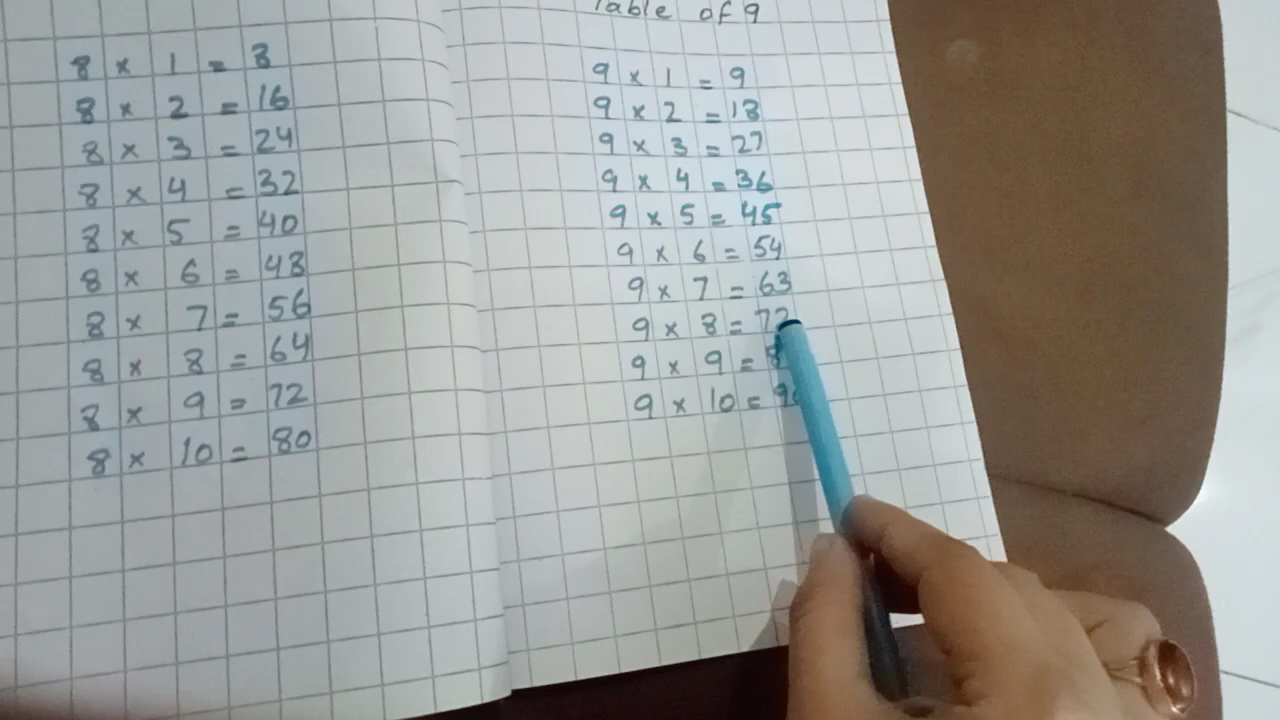 8 × 1 = 8
8 × 2 = 16
8 × 3 = 24
8 × 4 = 32
8 × 5 = 40
8 × 6 = 48
8 × 7 = 56
8 × 8 = 64
8 × 9 = 72
8 × 10 = 80
Table of 9
9 × 1 = 9
9 × 2 = 18
9 × 3 = 27
9 × 4 = 36
9 × 5 = 45
9 × 6 = 54
9 × 7 = 63
9 × 8 = 72
9 × 9 =
9 × 10 = 90